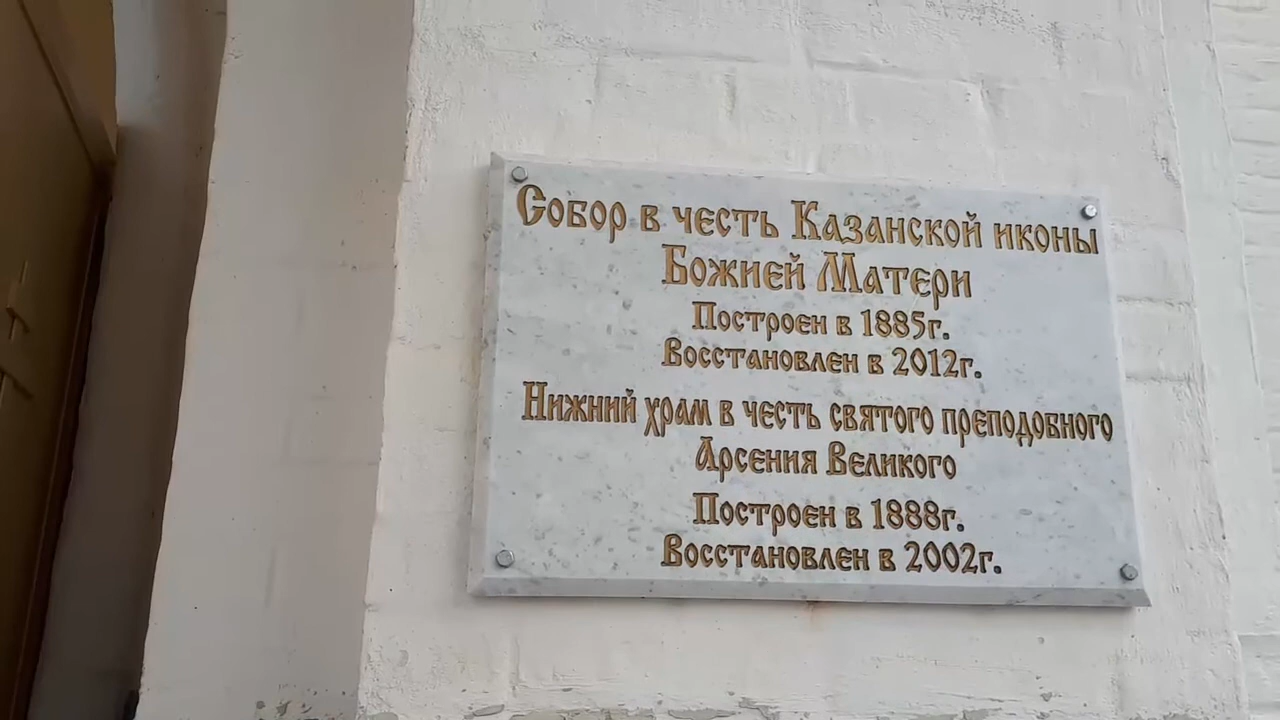 Собор в честь Казанской иконы
Божией Матери
Построен в 1885г.
Восстановлен в 2012г.
Нижний храм в честь святого преподобного
Арсения Великого
Построен в 1888г.
Восстановлен в 2002г.